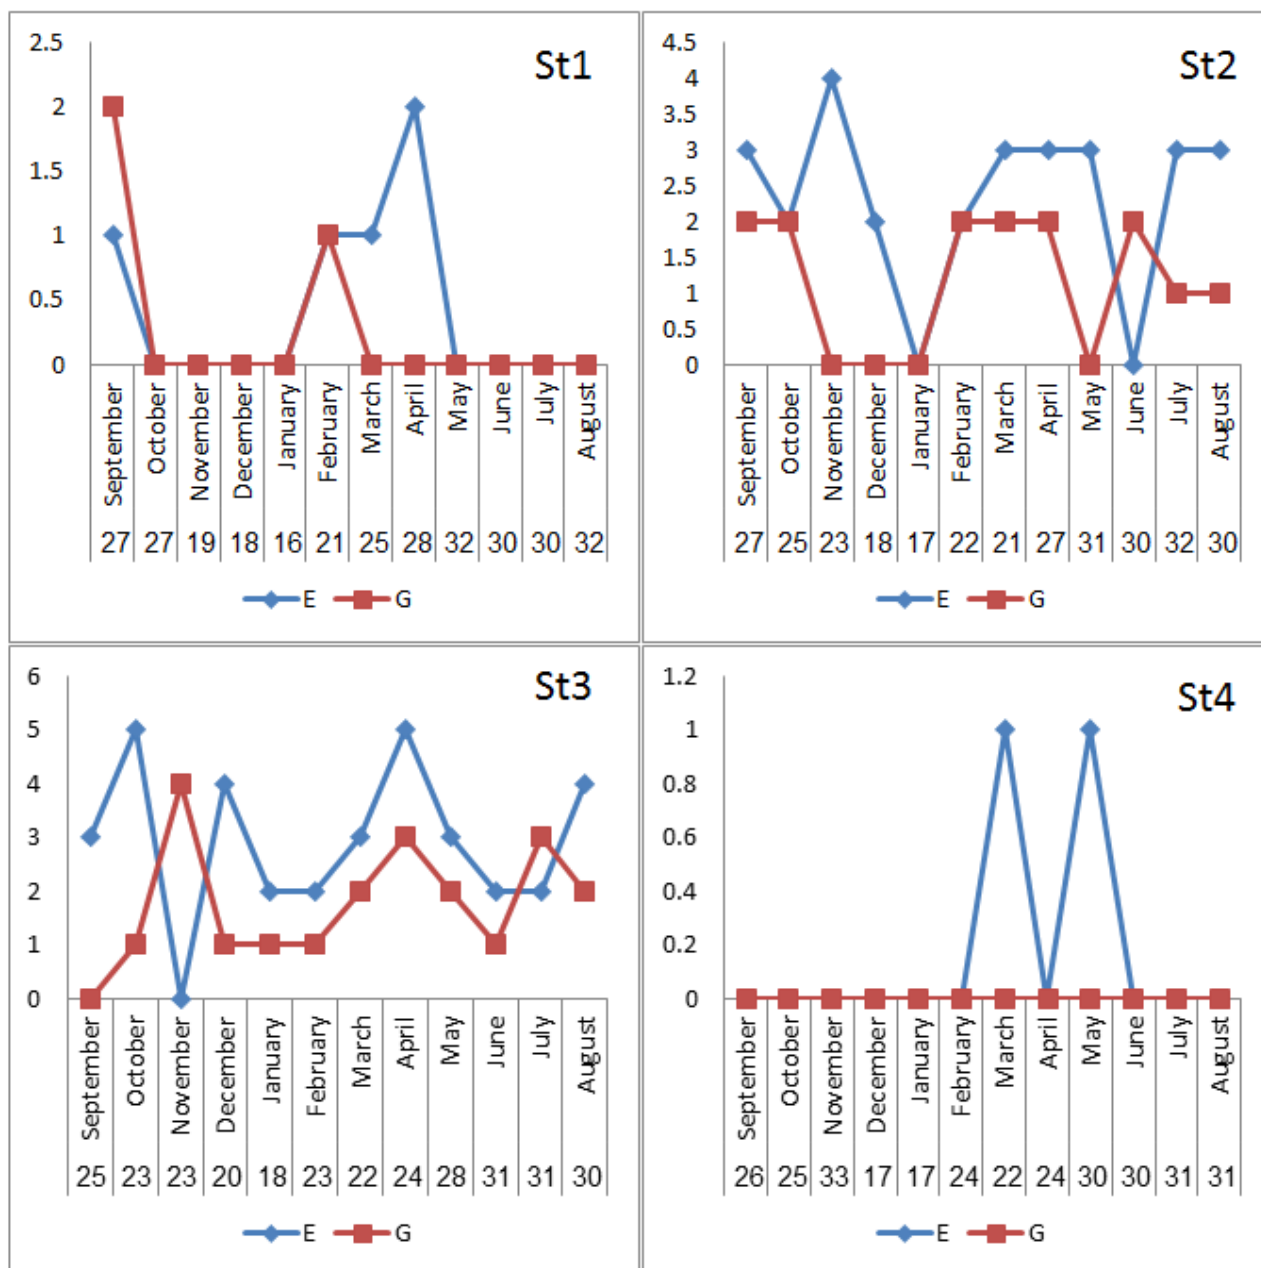 St1
2.5
2
1.5
1
0.5
0
September October November December January February March April May June July August
27 27 19 18 16 21 25 28 32 30 30 32
E G
St2
4.5
4
3.5
3
2.5
2
1.5
1
0.5
0
September October November December January February March April May June July August
27 25 23 18 17 22 21 27 31 30 32 30
E G
St3
6
5
4
3
2
1
0
September October November December January February March April May June July August
25 23 23 20 18 23 22 24 28 31 31 30
E G
St4
1.2
1
0.8
0.6
0.4
0.2
0
September October November December January February March April May June July August
26 25 33 17 17 24 22 24 30 30 31 31
E G